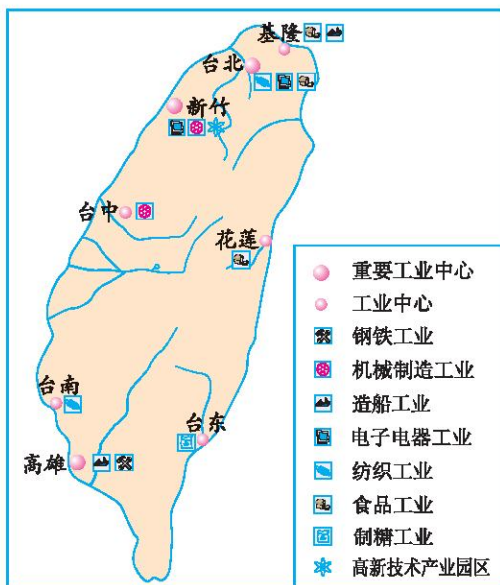 基隆
台北
新竹
台中
花莲
台南
台东
高雄
重要工业中心
工业中心
钢铁工业
机械制造工业
造船工业
电子电器工业
纺织工业
食品工业
制糖工业
高新技术产业园区